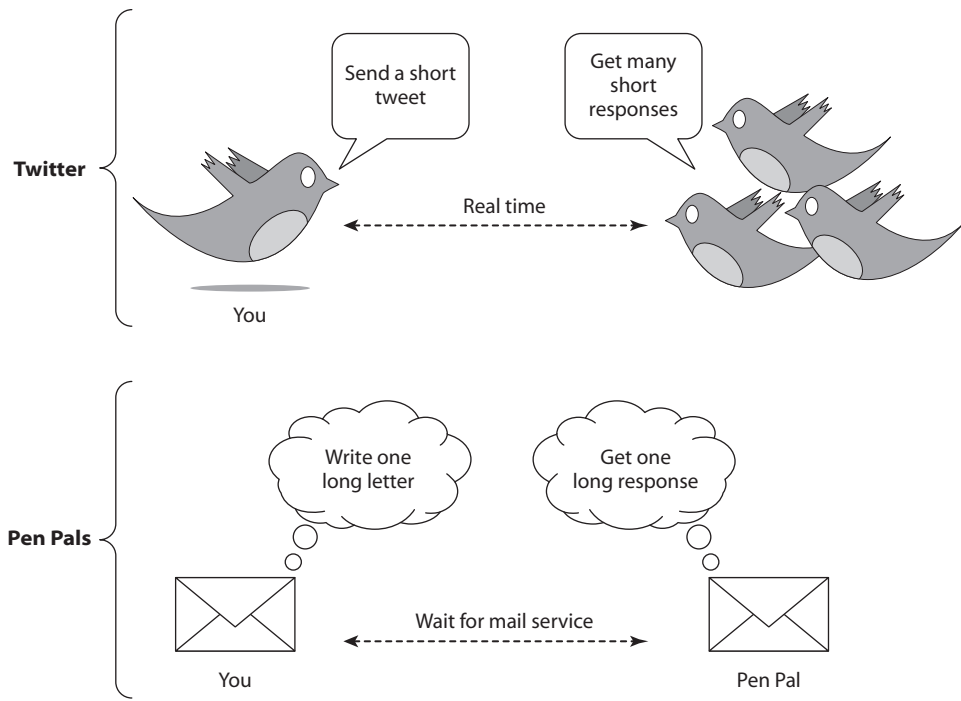 Twitter
Send a short
tweet
Get many
short
responses
Real time
You
Pen Pals
Write one
long letter
Get one
long response
Wait for mail service
You
Pen Pal